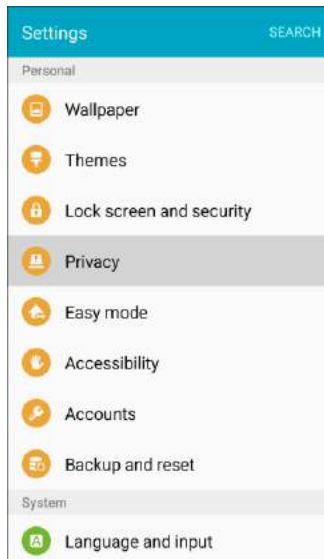 Settings
SEARCH
Personal
Wallpaper
Themes
Lock screen and security
Privacy
Easy mode
Accessibility
Accounts
Backup and reset
System
A
Language and input